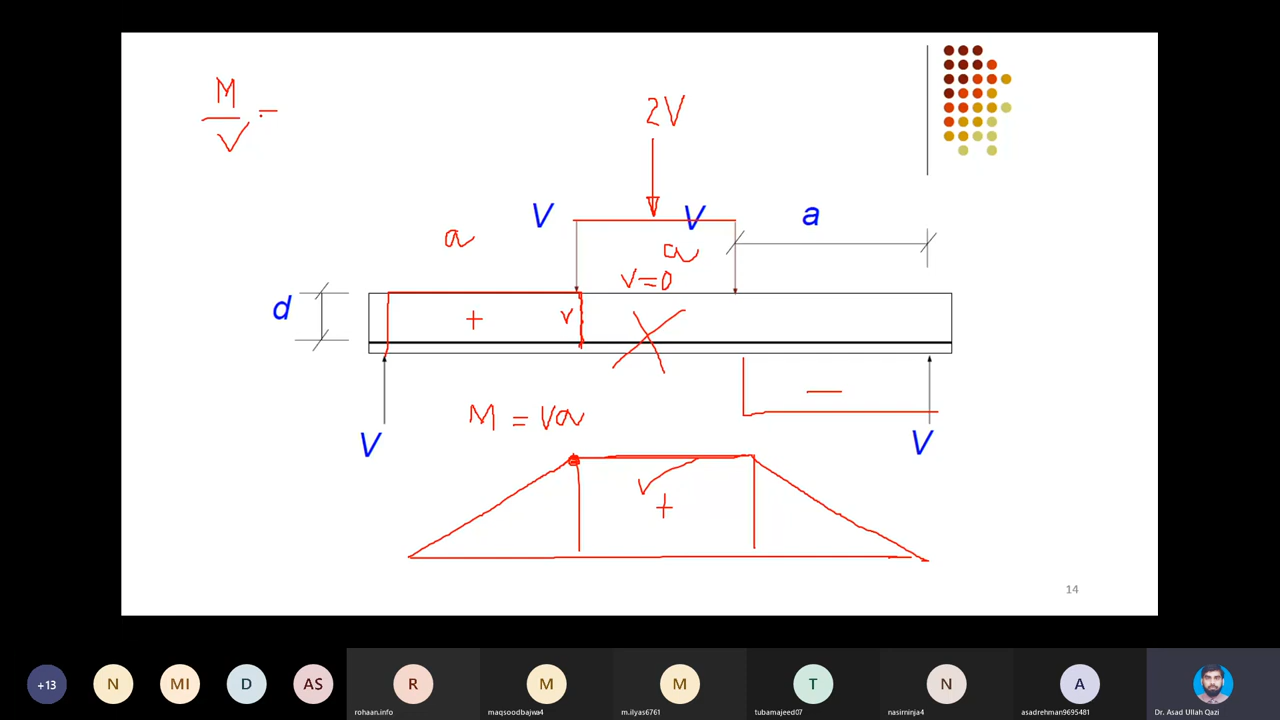 M
V =
2V
V
V
a
a
a
V=0
d
+
V
M = Va
—
V
V
+
14
+13
N
MI
D
AS
R
rohaan.info
M
maqsoodbajwa4
M
m.ilyas6761
T
tubamajeed07
N
nasirninja4
A
asadrehman9695481
Dr. Asad Ullah Qazi